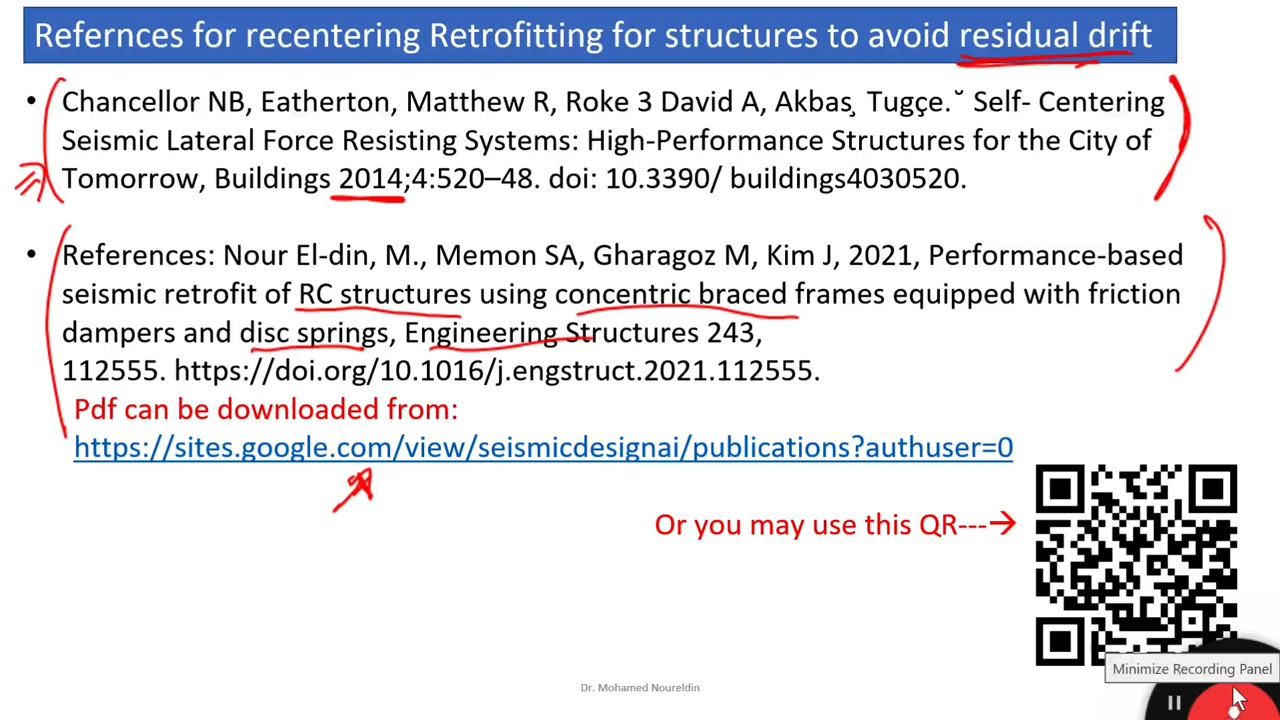 Refernces for recentering Retrofitting for structures to avoid residual drift
• Chancellor NB, Eatherton, Matthew R, Roke 3 David A, Akbaş, Tugçe.˘ Self- Centering
Seismic Lateral Force Resisting Systems: High-Performance Structures for the City of
Tomorrow, Buildings 2014;4:520–48. doi: 10.3390/ buildings4030520.
• References: Nour El-din, M., Memon SA, Gharagoz M, Kim J, 2021, Performance-based
seismic retrofit of RC structures using concentric braced frames equipped with friction
dampers and disc springs, Engineering Structures 243,
112555. https://doi.org/10.1016/j.engstruct.2021.112555.
Pdf can be downloaded from:
https://sites.google.com/view/seismicdesignai/publications?authuser=0
Or you may use this QR---→
Minimize Recording Panel
Dr. Mohamed Noureldin